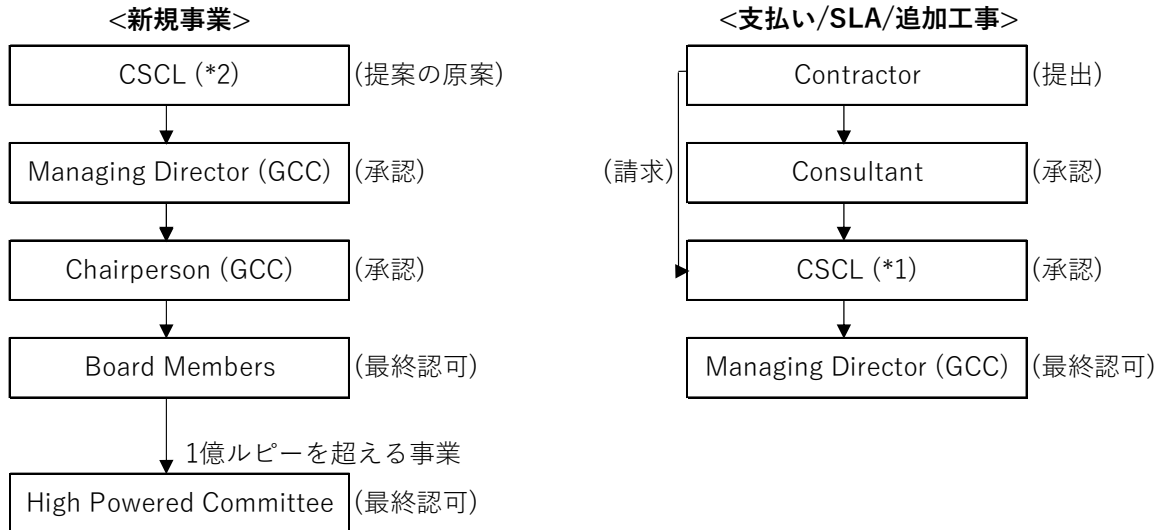 <新規事業>
CSCL (*2)
(提案の原案)
Managing Director (GCC)
(承認)
Chairperson (GCC)
(承認)
Board Members
(最終認可)
1億ルピーを超える事業
High Powered Committee
(最終認可)
<支払い/SLA/追加工事>
Contractor
(提出)
(請求)
Consultant
(承認)
CSCL (*1)
(承認)
Managing Director (GCC)
(最終認可)